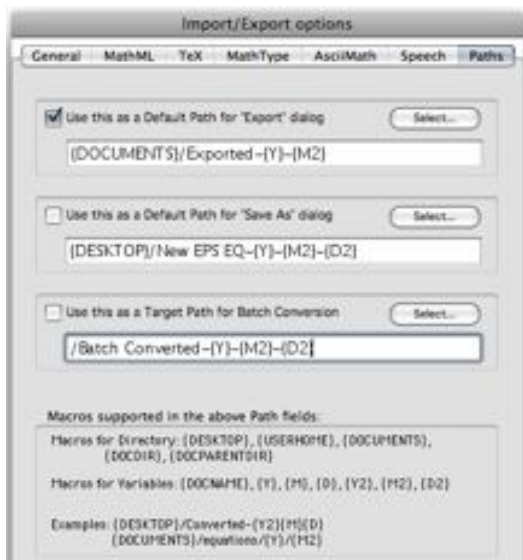 Import/Export options
General MathML TeX MathType AsciiMath Speech Paths
Use this as a Default Path for "Export" dialog Select...
{DOCUMENTS}/Exported-{Y}-{M2}
Use this as a Default Path for "Save As" dialog Select...
{DESKTOP}/New EPS EQ-{Y}-{M2}-{D2}
Use this as a Target Path for Batch Conversion Select...
/Batch Converted-{Y}-{M2}-{D2
Macros supported in the above Path fields:
Macros for Directory: {DESKTOP}, {USERHOME}, {DOCUMENTS},
{DOCDIR}, {DOCPARENTDIR}
Macros for Variables: {DOCNAME}, {Y}, {M}, {D}, {Y2}, {M2}, {D2}
Examples: {DESKTOP}/Converted-{Y2}{M}{D}
{DOCUMENTS}/equations/{Y}/{M2}